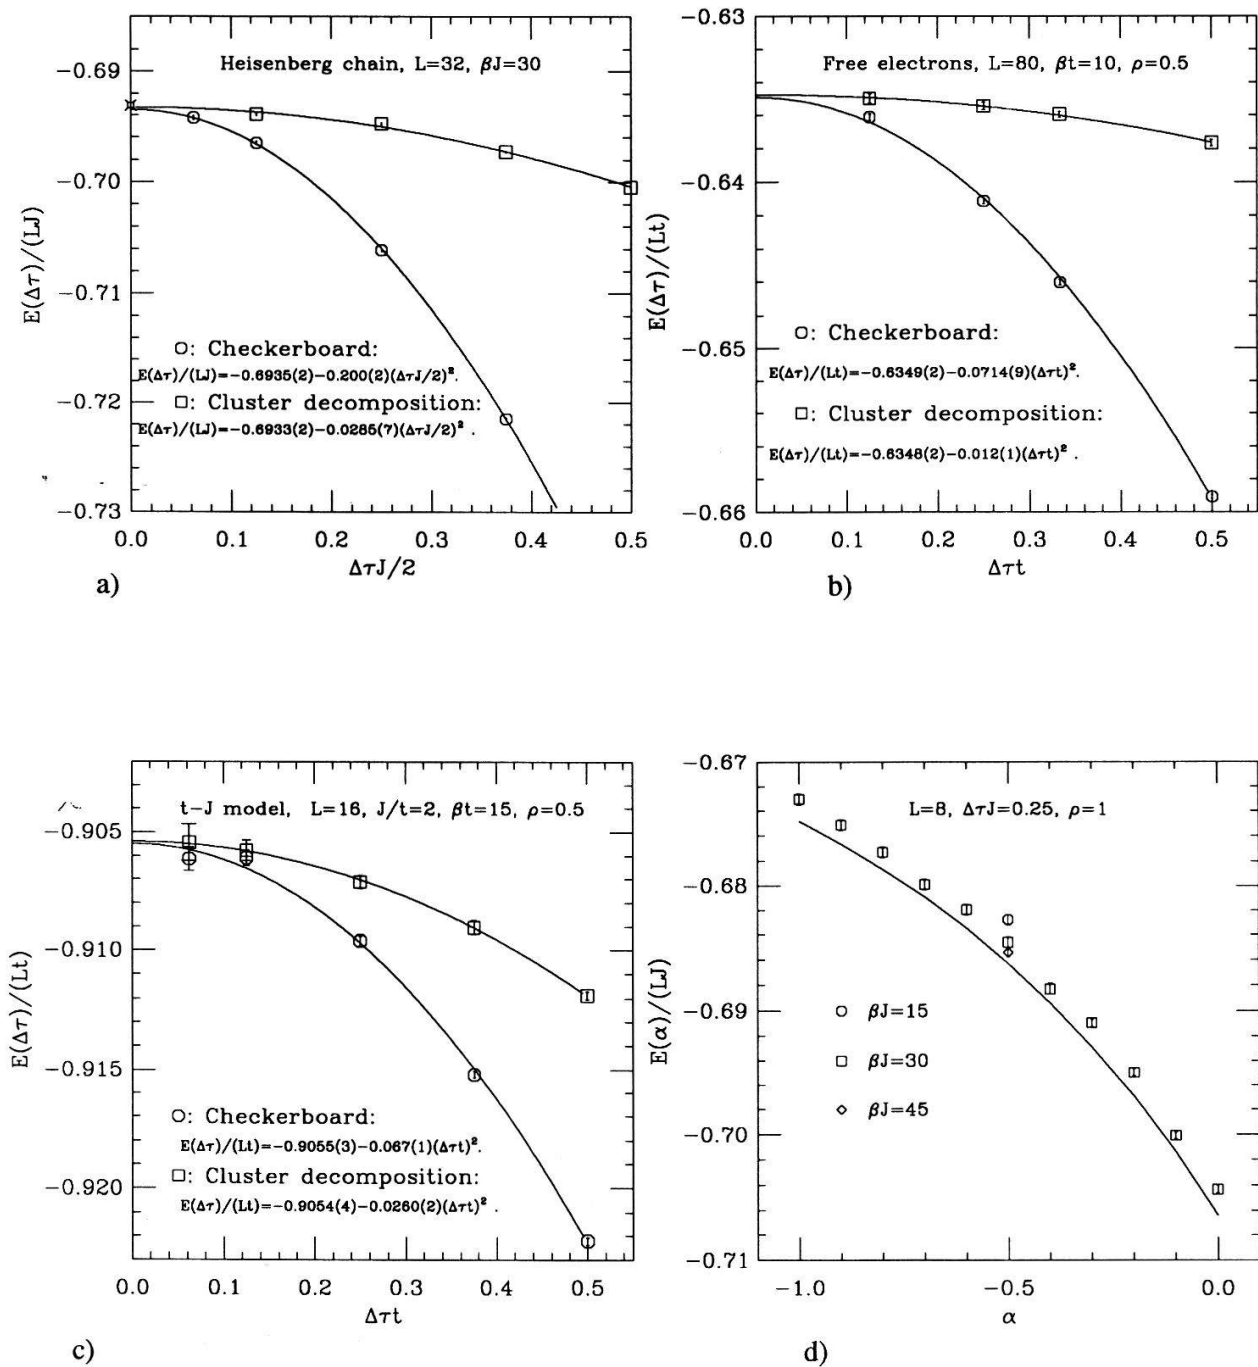 Heisenberg chain, L=32, βJ=30
−0.69
−0.70
−0.71
−0.72
−0.73
E(Δτ)/(LJ)
○: Checkerboard:
E(Δτ)/(LJ)=−0.6935(2)−0.200(2)(ΔτJ/2)².
□: Cluster decomposition:
E(Δτ)/(LJ)=−0.6933(2)−0.0285(7)(ΔτJ/2)² .
0.0 0.1 0.2 0.3 0.4 0.5
ΔτJ/2
a)
Free electrons, L=80, βt=10, ρ=0.5
−0.63
−0.64
−0.65
−0.66
E(Δτ)/(Lt)
○: Checkerboard:
E(Δτ)/(Lt)=−0.6349(2)−0.0714(9)(Δτt)².
□: Cluster decomposition:
E(Δτ)/(Lt)=−0.6348(2)−0.012(1)(Δτt)² .
0.0 0.1 0.2 0.3 0.4 0.5
Δτt
b)
t−J model, L=16, J/t=2, βt=15, ρ=0.5
−0.905
−0.910
−0.915
−0.920
E(Δτ)/(Lt)
○: Checkerboard:
E(Δτ)/(Lt)=−0.9055(3)−0.067(1)(Δτt)².
□: Cluster decomposition:
E(Δτ)/(Lt)=−0.9054(4)−0.0260(2)(Δτt)² .
0.0 0.1 0.2 0.3 0.4 0.5
Δτt
c)
L=8, ΔτJ=0.25, ρ=1
−0.67
−0.68
−0.69
−0.70
−0.71
E(α)/(LJ)
○ βJ=15
□ βJ=30
◇ βJ=45
−1.0 −0.5 0.0
α
d)